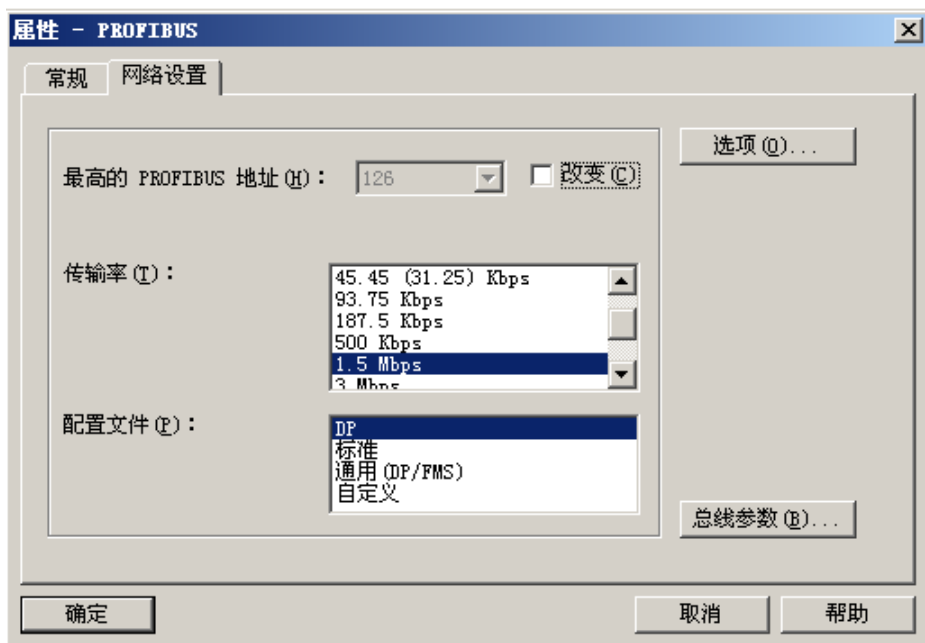 属性 - PROFIBUS
常规
网络设置
最高的 PROFIBUS 地址(H)：
126
改变(C)
选项(O)...
传输率(T)：
45.45 (31.25) Kbps
93.75 Kbps
187.5 Kbps
500 Kbps
1.5 Mbps
3 Mbps
配置文件(P)：
DP
标准
通用(DP/FMS)
自定义
总线参数(B)...
确定
取消
帮助